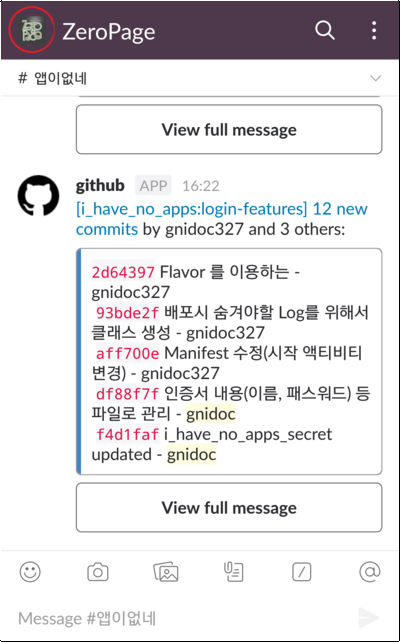 ZeroPage
# 앱이없네
View full message
github APP 16:22
[i_have_no_apps:login-features] 12 new
commits by gnidoc327 and 3 others:
2d64397 Flavor 를 이용하는 -
gnidoc327
93bde2f 배포시 숨겨야할 Log를 위해서
클래스 생성 - gnidoc327
aff700e Manifest 수정(시작 액티비티
변경) - gnidoc327
df88f7f 인증서 내용(이름, 패스워드) 등
파일로 관리 - gnidoc
f4d1faf i_have_no_apps_secret
updated - gnidoc
View full message
Message #앱이없네